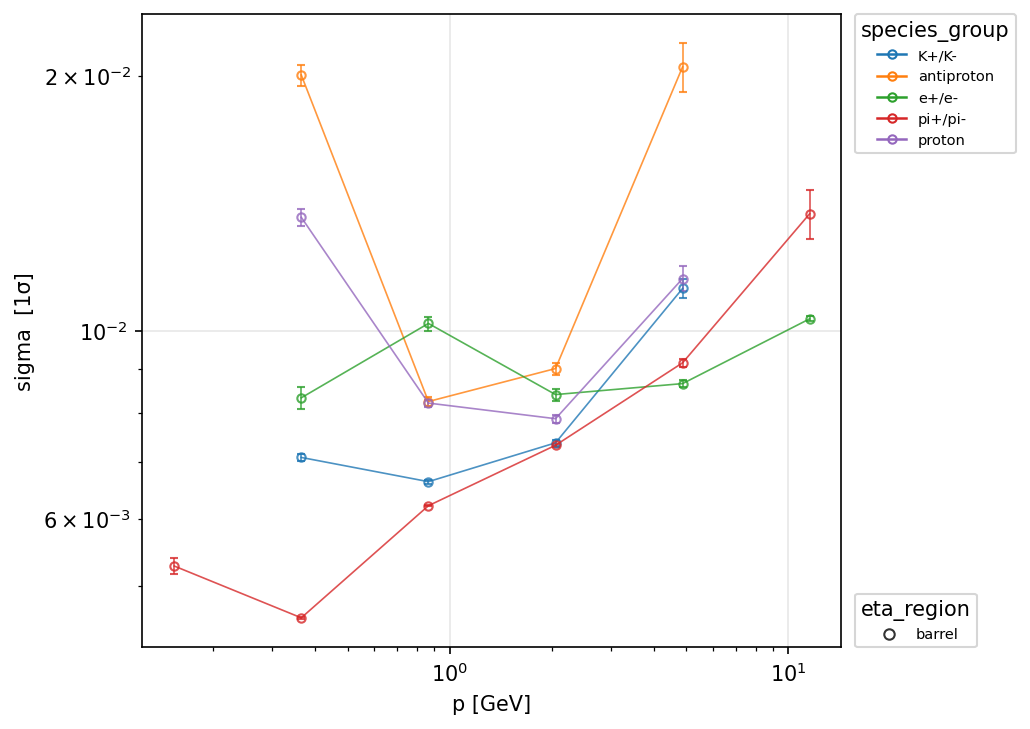 species_group
K+/K-
antiproton
e+/e-
pi+/pi-
proton
2×10⁻²
10⁻²
6×10⁻³
sigma [1σ]
10⁰
10¹
p [GeV]
eta_region
barrel